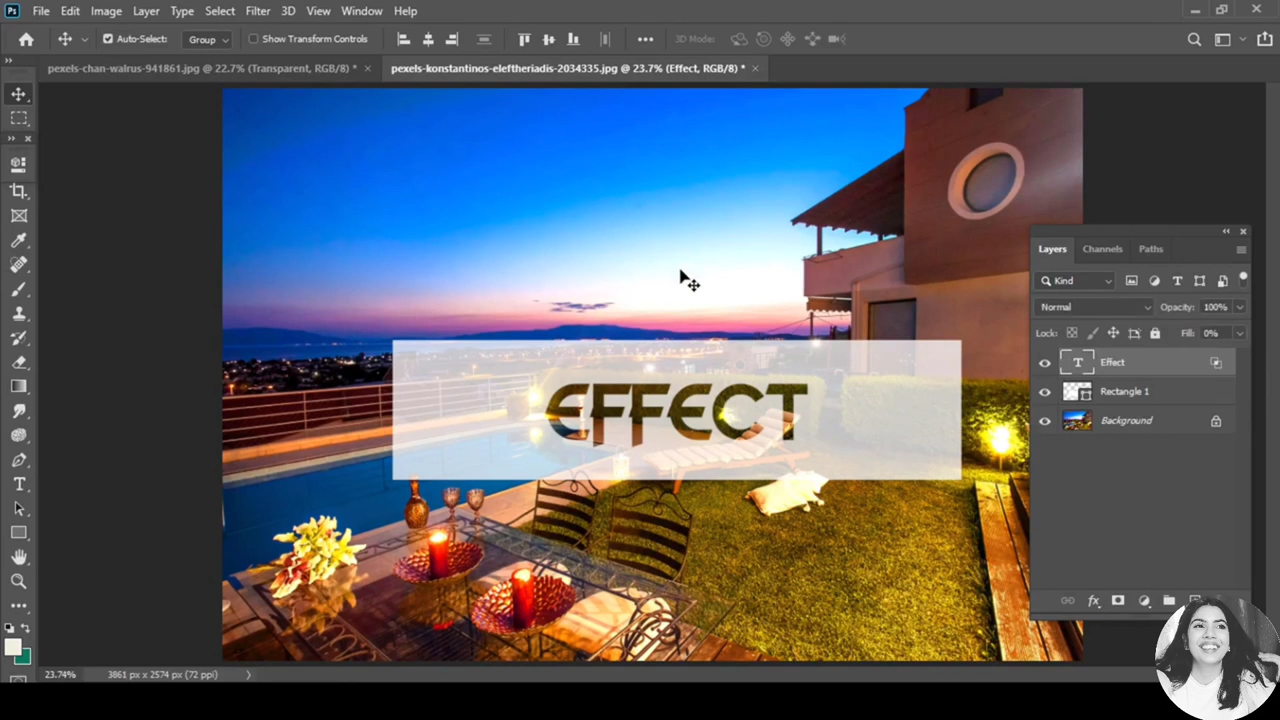 Ps File Edit Image Layer Type Select Filter 3D View Window Help
Auto-Select: Group Show Transform Controls 3D Mode:
pexels-chan-walrus-941861.jpg @ 22.7% (Transparent, RGB/8) * × pexels-konstantinos-eleftheriadis-2034335.jpg @ 23.7% (Effect, RGB/8) * ×
Layers Channels Paths
Kind
Normal Opacity: 100%
Lock: Fill: 0%
T Effect
Rectangle 1
Background
EFFECT
fx
23.74% 3861 px x 2574 px (72 ppi)